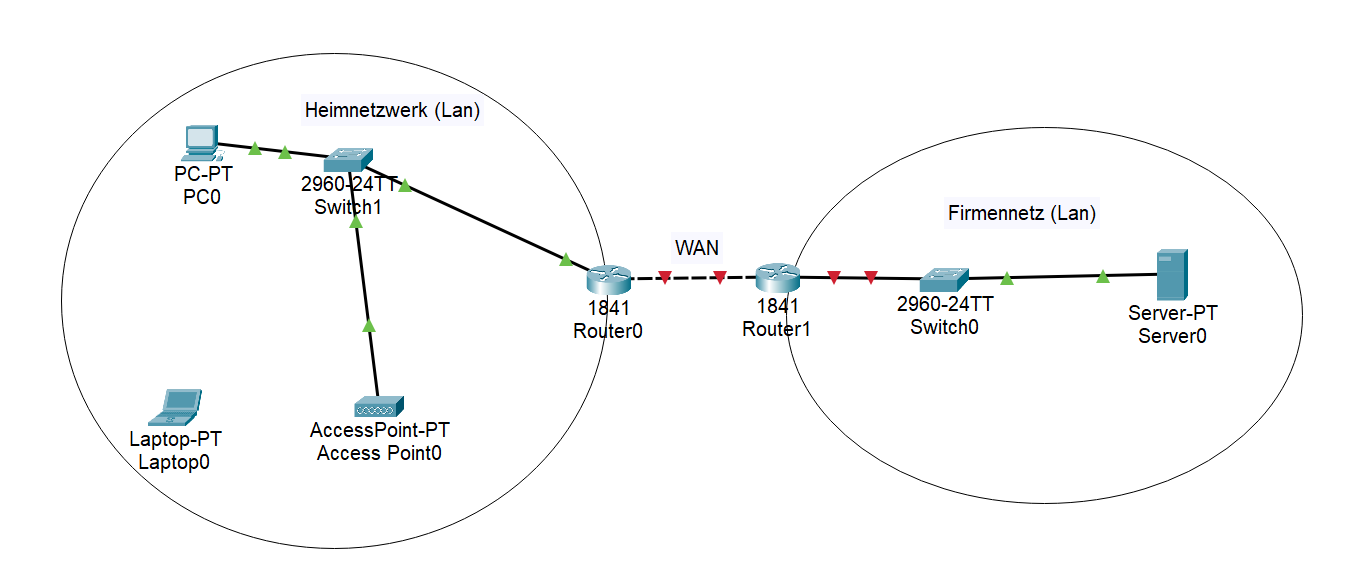 Heimnetzwerk (Lan)
PC-PT
PC0
2960-24TT
Switch1
Laptop-PT
Laptop0
AccessPoint-PT
Access Point0
1841
Router0
WAN
1841
Router1
Firmennetz (Lan)
2960-24TT
Switch0
Server-PT
Server0